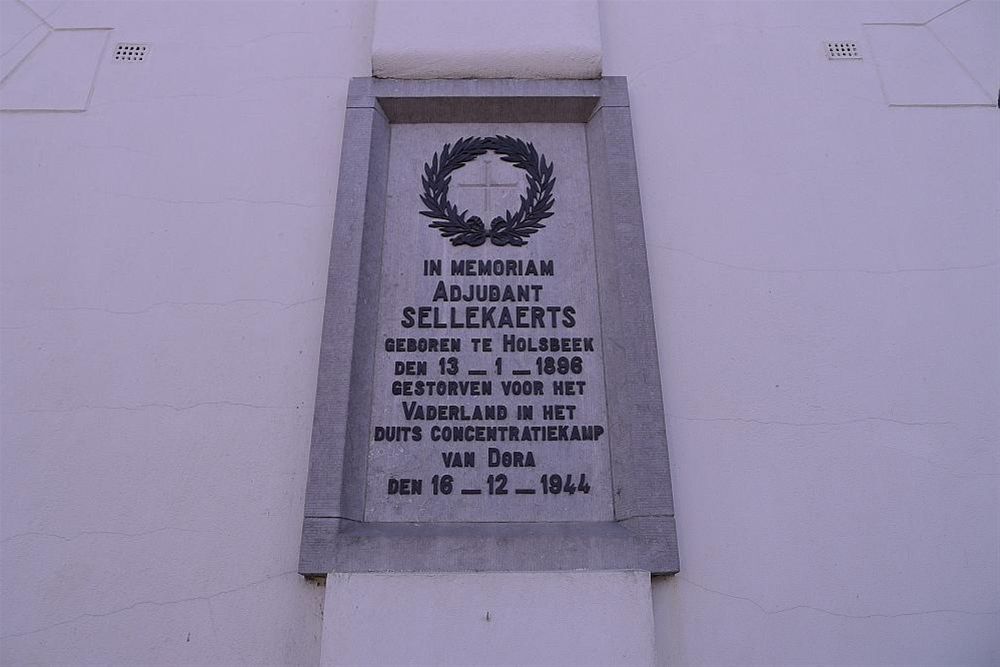 IN MEMORIAM
ADJUDANT
SELLEKAERTS
GEBOREN TE HOLSBEEK
DEN 13 _ 1 _ 1896
GESTORVEN VOOR HET
VADERLAND IN HET
DUITS CONCENTRATIEKAMP
VAN DORA
DEN 16 _ 12 _ 1944